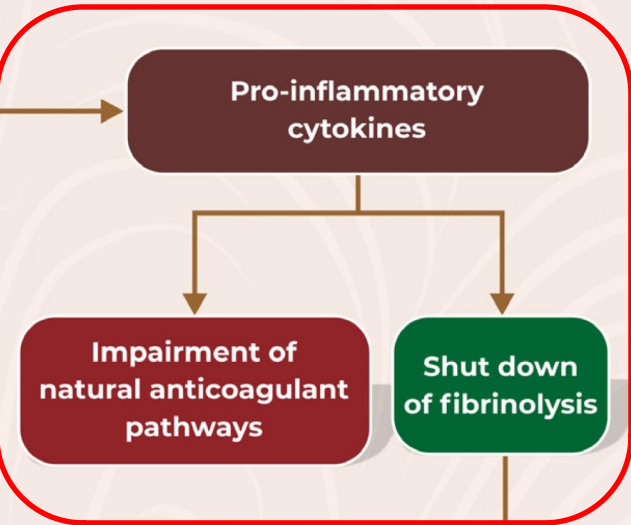 Pro-inflammatory
cytokines
Impairment of
natural anticoagulant
pathways
Shut down
of fibrinolysis